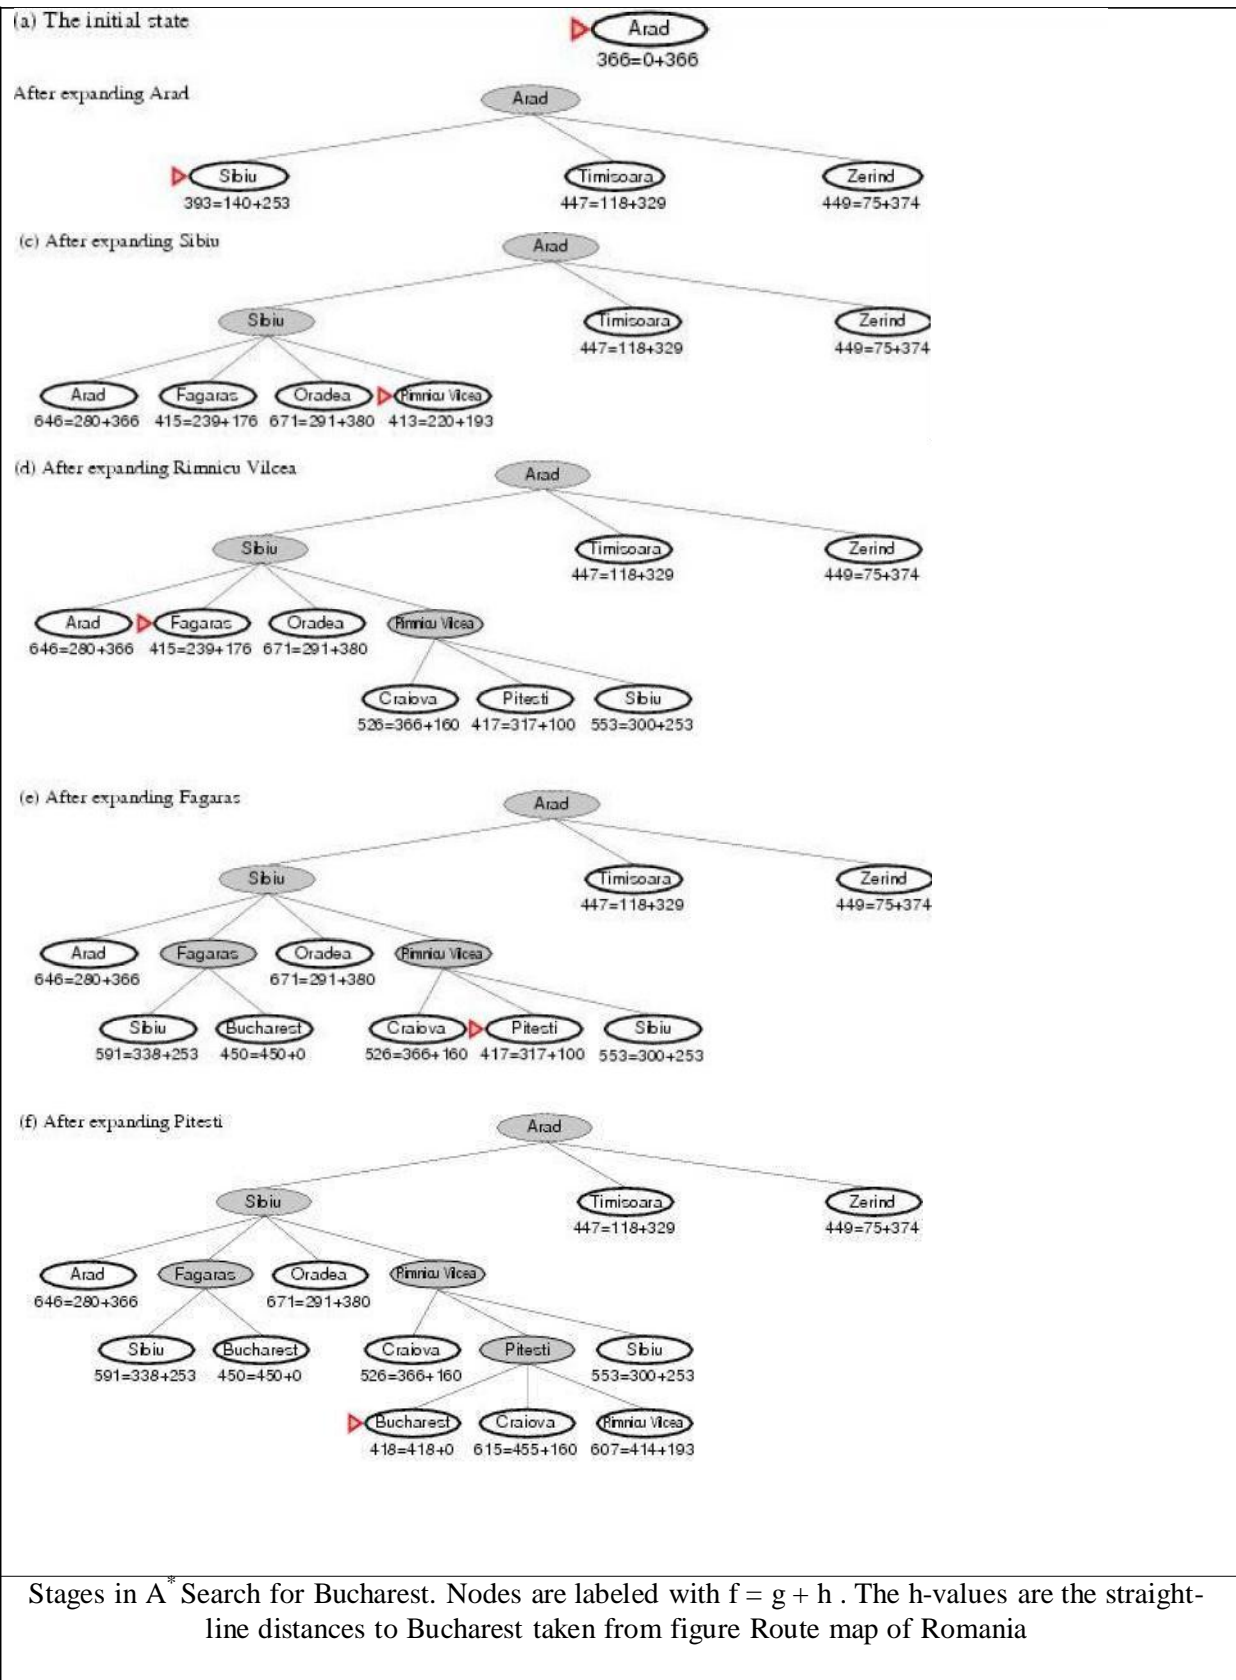 (a) The initial state
Arad
366=0+366
After expanding Arad
Arad
Sibiu Timisoara Zerind
393=140+253 447=118+329 449=75+374
(c) After expanding Sibiu
Arad
Sibiu Timisoara Zerind
447=118+329 449=75+374
Arad Fagaras Oradea Rimnicu Vilcea
646=280+366 415=239+176 671=291+380 413=220+193
(d) After expanding Rimnicu Vilcea
Arad
Sibiu Timisoara Zerind
447=118+329 449=75+374
Arad Fagaras Oradea Rimnicu Vilcea
646=280+366 415=239+176 671=291+380
Craiova Pitesti Sibiu
526=366+160 417=317+100 553=300+253
(e) After expanding Fagaras
Arad
Sibiu Timisoara Zerind
447=118+329 449=75+374
Arad Fagaras Oradea Rimnicu Vilcea
646=280+366 671=291+380
Sibiu Bucharest Craiova Pitesti Sibiu
591=338+253 450=450+0 526=366+160 417=317+100 553=300+253
(f) After expanding Pitesti
Arad
Sibiu Timisoara Zerind
447=118+329 449=75+374
Arad Fagaras Oradea Rimnicu Vilcea
646=280+366 671=291+380
Sibiu Bucharest Craiova Pitesti Sibiu
591=338+253 450=450+0 526=366+160 553=300+253
Bucharest Craiova Rimnicu Vilcea
418=418+0 615=455+160 607=414+193
Stages in A* Search for Bucharest. Nodes are labeled with f = g + h . The h-values are the straight-
line distances to Bucharest taken from figure Route map of Romania